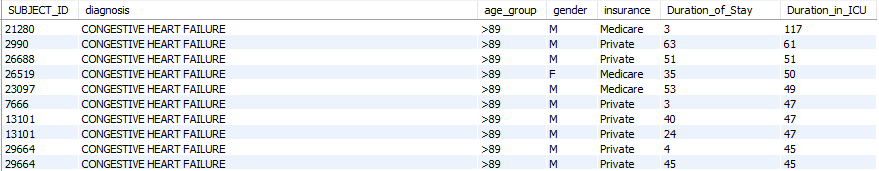 SUBJECT_ID diagnosis age_group gender insurance Duration_of_Stay Duration_in_ICU
21280 CONGESTIVE HEART FAILURE >89 M Medicare 3 117
2990 CONGESTIVE HEART FAILURE >89 M Private 63 61
26688 CONGESTIVE HEART FAILURE >89 M Private 51 51
26519 CONGESTIVE HEART FAILURE >89 F Medicare 35 50
23097 CONGESTIVE HEART FAILURE >89 M Medicare 53 49
7666 CONGESTIVE HEART FAILURE >89 M Private 3 47
13101 CONGESTIVE HEART FAILURE >89 M Private 40 47
13101 CONGESTIVE HEART FAILURE >89 M Private 24 47
29664 CONGESTIVE HEART FAILURE >89 M Private 4 45
29664 CONGESTIVE HEART FAILURE >89 M Private 45 45